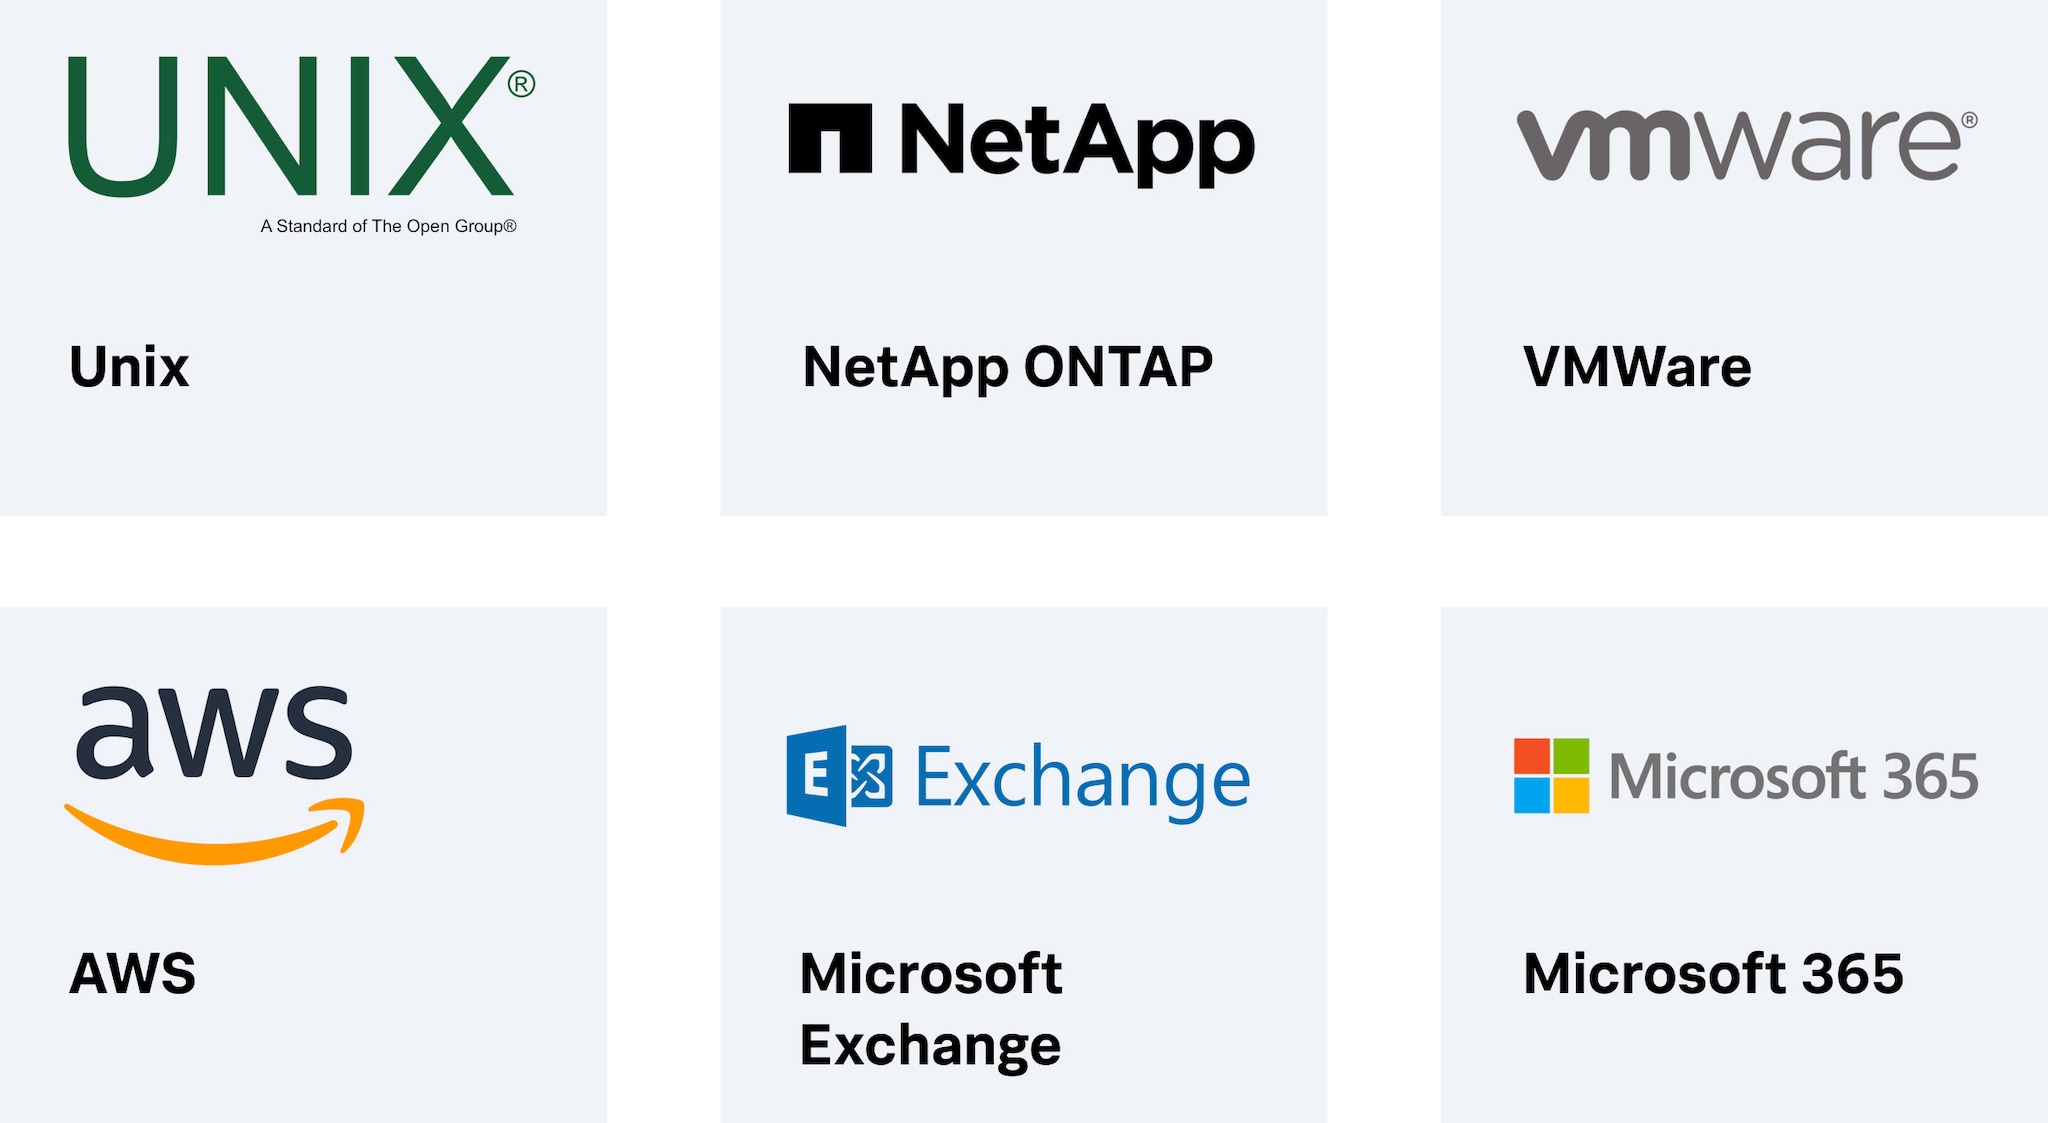 UNIX®
A Standard of The Open Group®
Unix
NetApp
NetApp ONTAP
vmware®
VMWare
aws
AWS
E Exchange
Microsoft
Exchange
Microsoft 365
Microsoft 365